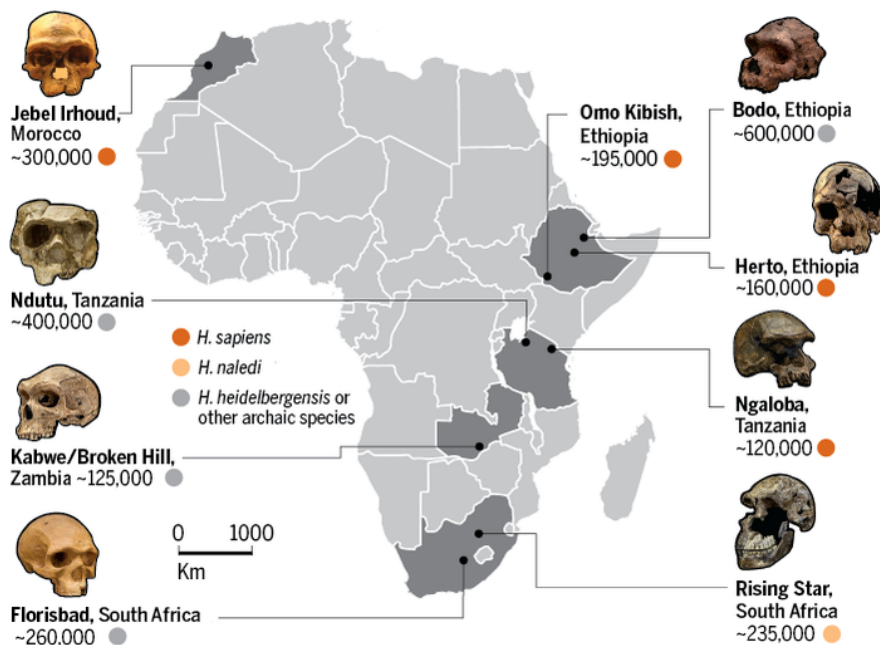 Jebel Irhoud,
Morocco
~300,000
Ndutu, Tanzania
~400,000
Kabwe/Broken Hill,
Zambia ~125,000
Florisbad, South Africa
~260,000
H. sapiens
H. naledi
H. heidelbergensis or
other archaic species
0 1000
Km
Omo Kibish,
Ethiopia
~195,000
Bodo, Ethiopia
~600,000
Herto, Ethiopia
~160,000
Ngaloba,
Tanzania
~120,000
Rising Star,
South Africa
~235,000